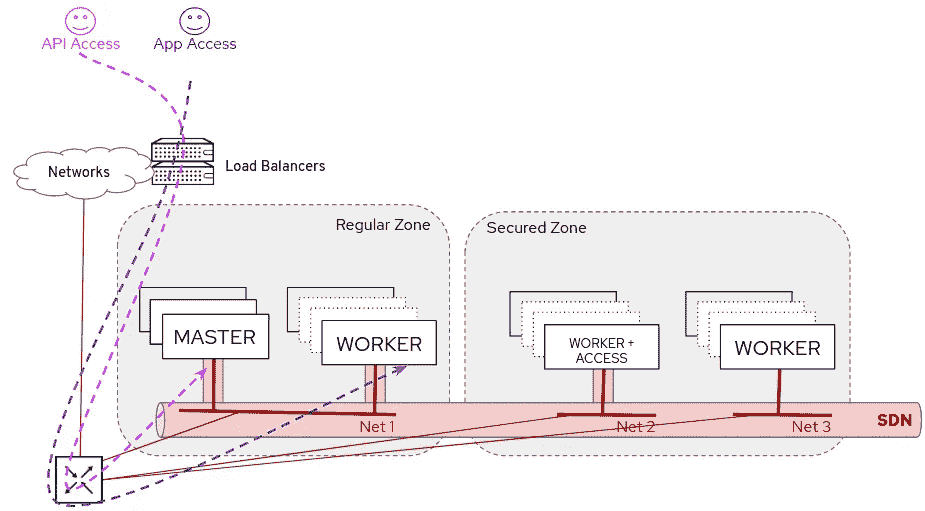 API Access
App Access
Load Balancers
Networks
Regular Zone
Secured Zone
MASTER
WORKER
WORKER +
ACCESS
WORKER
SDN
Net 1
Net 2
Net 3